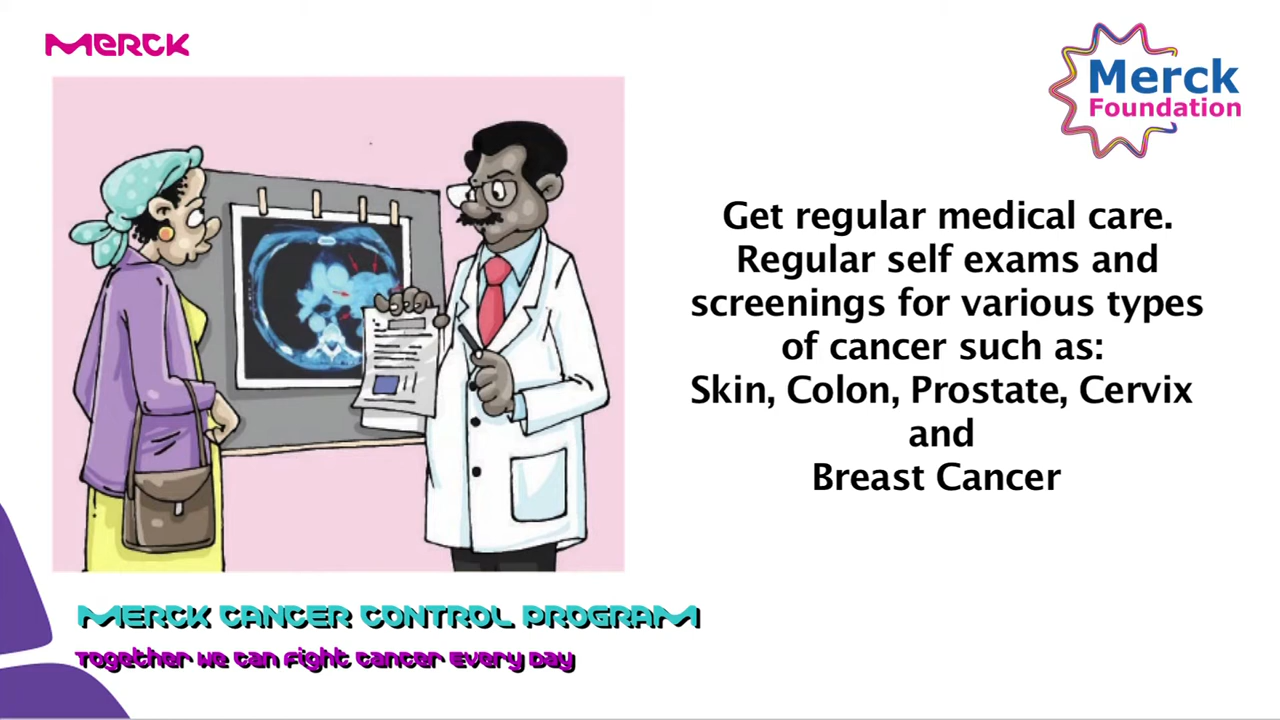 MERCK
Merck
Foundation
Get regular medical care.
Regular self exams and
screenings for various types
of cancer such as:
Skin, Colon, Prostate, Cervix
and
Breast Cancer
MERCK CANCER CONTROL PROGRAM
Together We Can Fight Cancer Every Day